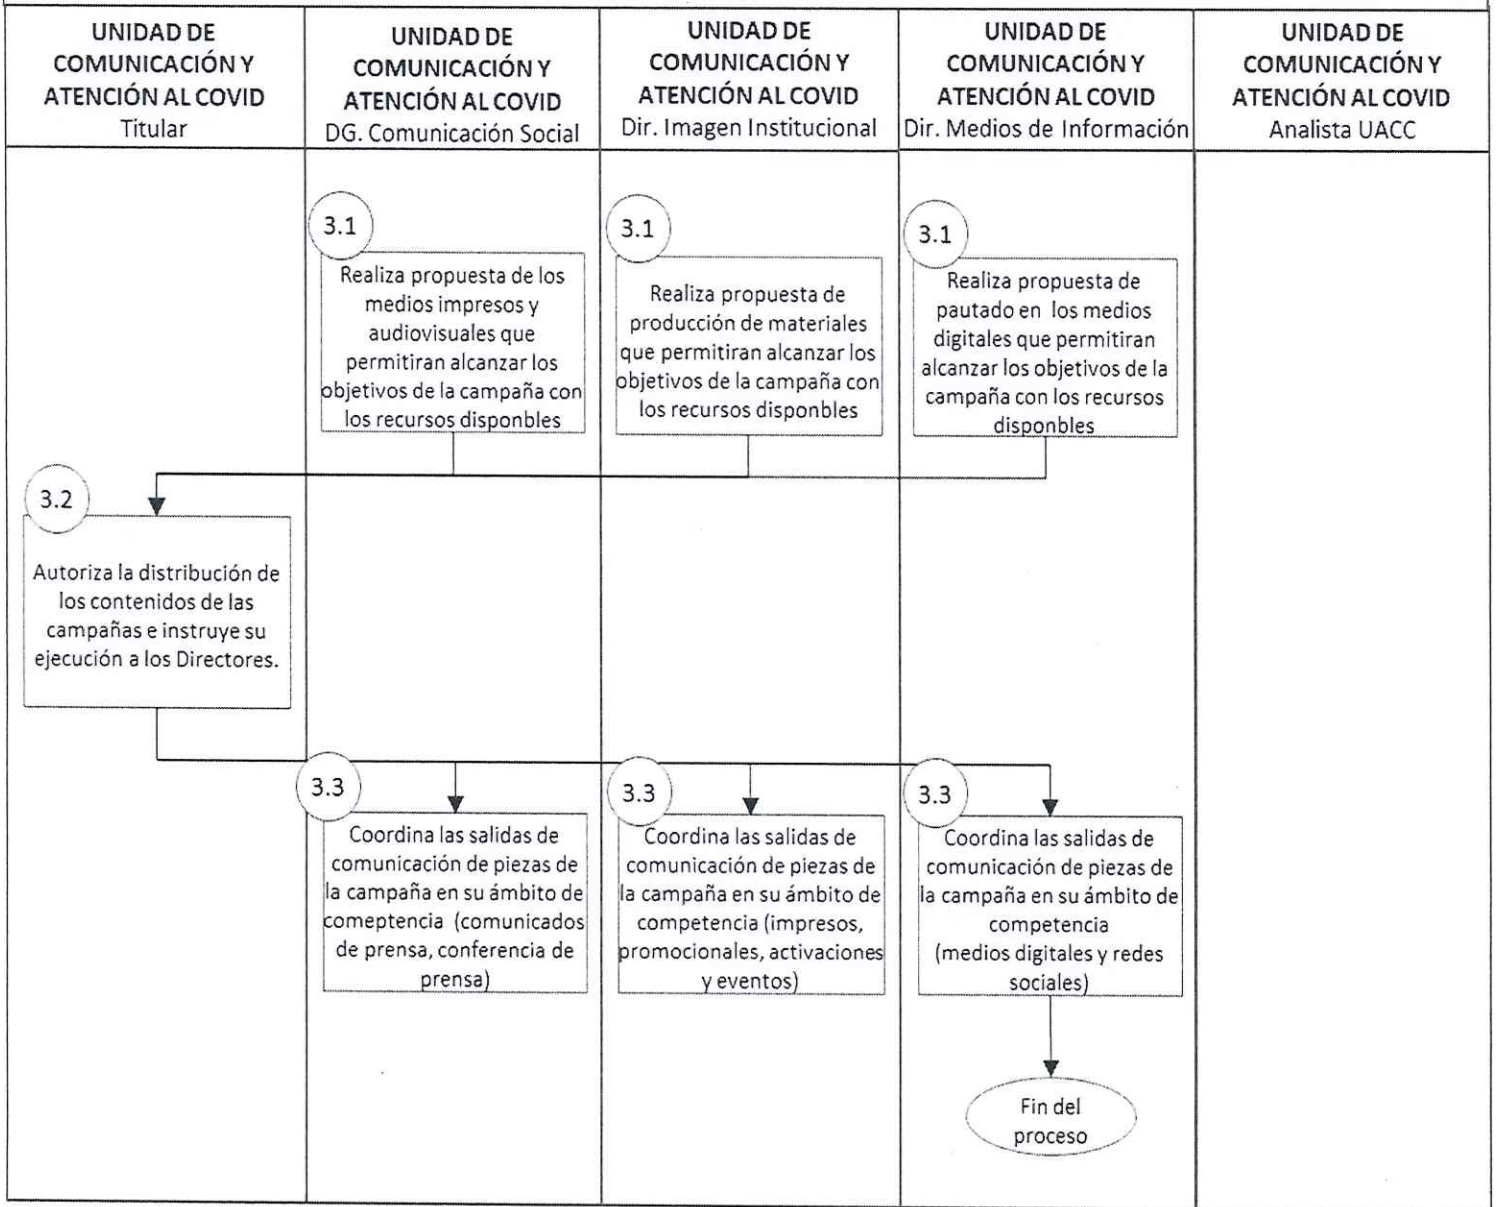 UNIDAD DE
COMUNICACIÓN Y
ATENCIÓN AL COVID
Titular
UNIDAD DE
COMUNICACIÓN Y
ATENCIÓN AL COVID
DG. Comunicación Social
UNIDAD DE
COMUNICACIÓN Y
ATENCIÓN AL COVID
Dir. Imagen Institucional
UNIDAD DE
COMUNICACIÓN Y
ATENCIÓN AL COVID
Dir. Medios de Información
UNIDAD DE
COMUNICACIÓN Y
ATENCIÓN AL COVID
Analista UACC
3.1
Realiza propuesta de los
medios impresos y
audiovisuales que
permitiran alcanzar los
objetivos de la campaña con
los recursos disponbles
3.1
Realiza propuesta de
producción de materiales
que permitiran alcanzar los
objetivos de la campaña con
los recursos disponbles
3.1
Realiza propuesta de
pautado en los medios
digitales que permitiran
alcanzar los objetivos de la
campaña con los recursos
disponbles
3.2
Autoriza la distribución de
los contenidos de las
campañas e instruye su
ejecución a los Directores.
3.3
Coordina las salidas de
comunicación de piezas de
la campaña en su ámbito de
comeptencia (comunicados
de prensa, conferencia de
prensa)
3.3
Coordina las salidas de
comunicación de piezas de
la campaña en su ámbito de
competencia (impresos,
promocionales, activaciones
y eventos)
3.3
Coordina las salidas de
comunicación de piezas de
la campaña en su ámbito de
competencia
(medios digitales y redes
sociales)
Fin del
proceso